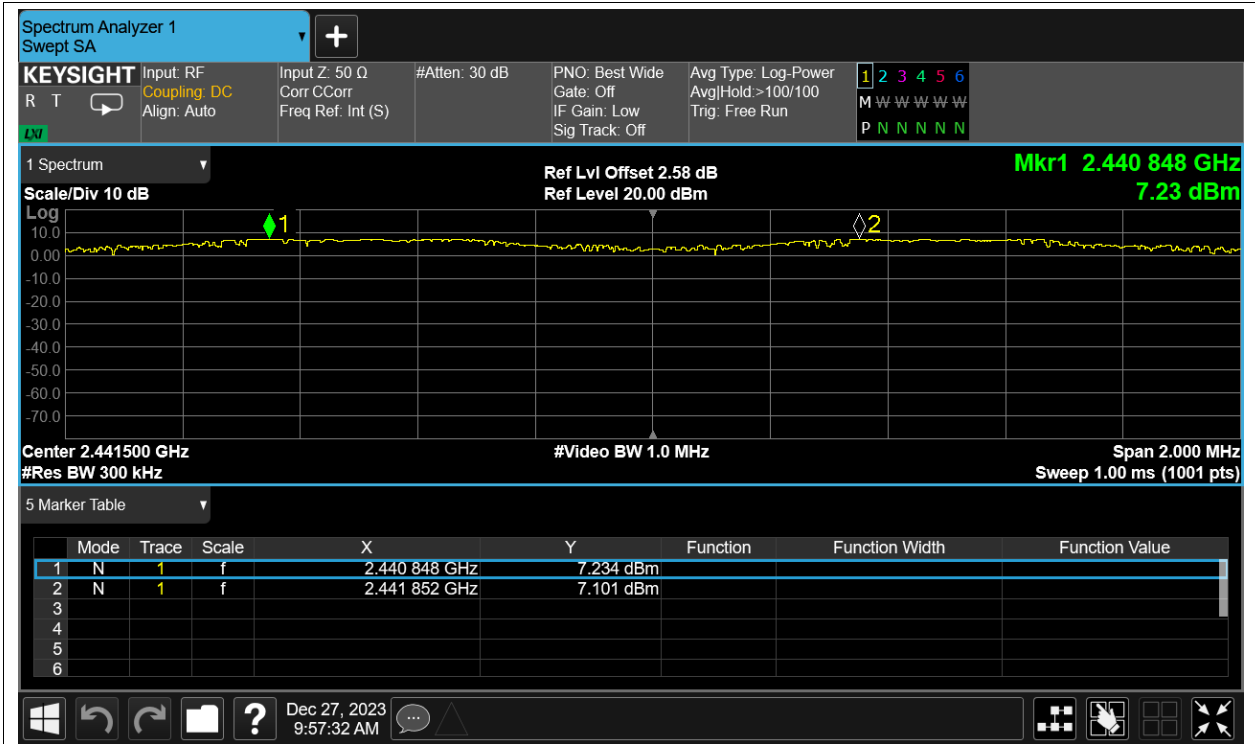 Spectrum Analyzer 1
Swept SA
KEYSIGHT
R T
LXI
Input: RF
Coupling: DC
Align: Auto
Input Z: 50 Ω
Corr CCorr
Freq Ref: Int (S)
#Atten: 30 dB
PNO: Best Wide
Gate: Off
IF Gain: Low
Sig Track: Off
Avg Type: Log-Power
Avg|Hold:>100/100
Trig: Free Run
1 2 3 4 5 6
M W W W W W
P N N N N N
1 Spectrum
Scale/Div 10 dB
Ref Lvl Offset 2.58 dB
Ref Level 20.00 dBm
Mkr1 2.440 848 GHz
7.23 dBm
Log
10.0
0.00
-10.0
-20.0
-30.0
-40.0
-50.0
-60.0
-70.0
1
2
Center 2.441500 GHz
#Res BW 300 kHz
#Video BW 1.0 MHz
Span 2.000 MHz
Sweep 1.00 ms (1001 pts)
5 Marker Table
Mode Trace Scale X Y Function Function Width Function Value
1 N 1 f 2.440 848 GHz 7.234 dBm
2 N 1 f 2.441 852 GHz 7.101 dBm
3
4
5
6
?
Dec 27, 2023
9:57:32 AM